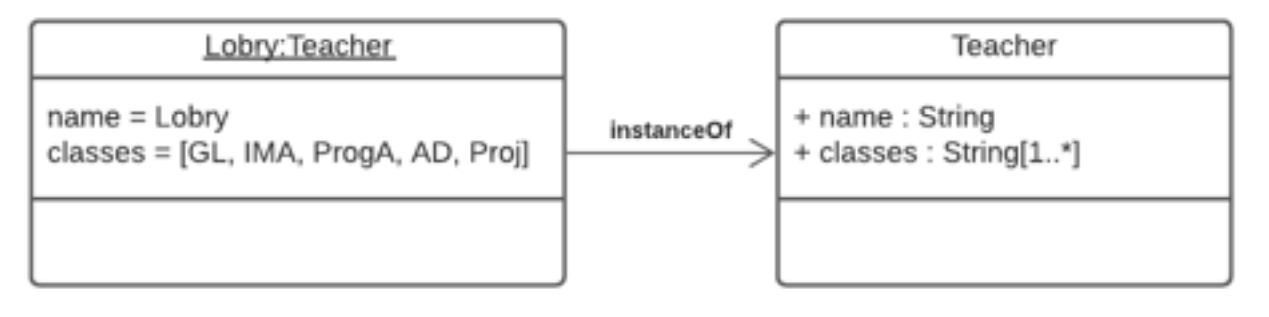 Lobry:Teacher
name = Lobry
classes = [GL, IMA, ProgA, AD, Proj]
instanceOf
Teacher
+ name : String
+ classes : String[1..*]